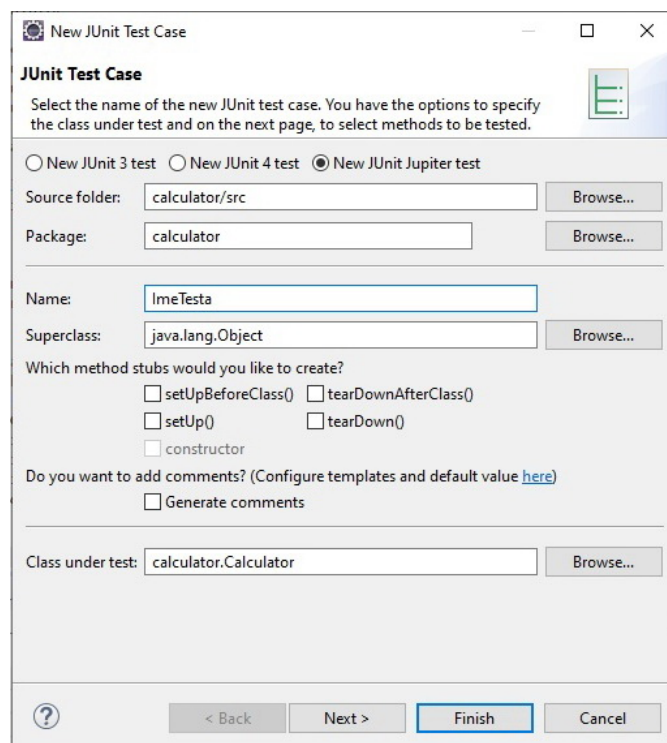 New JUnit Test Case
JUnit Test Case
Select the name of the new JUnit test case. You have the options to specify
the class under test and on the next page, to select methods to be tested.
New JUnit 3 test New JUnit 4 test New JUnit Jupiter test
Source folder: calculator/src Browse...
Package: calculator Browse...
Name: ImeTesta
Superclass: java.lang.Object Browse...
Which method stubs would you like to create?
setUpBeforeClass() tearDownAfterClass()
setUp() tearDown()
constructor
Do you want to add comments? (Configure templates and default value here)
Generate comments
Class under test: calculator.Calculator Browse...
? < Back Next > Finish Cancel